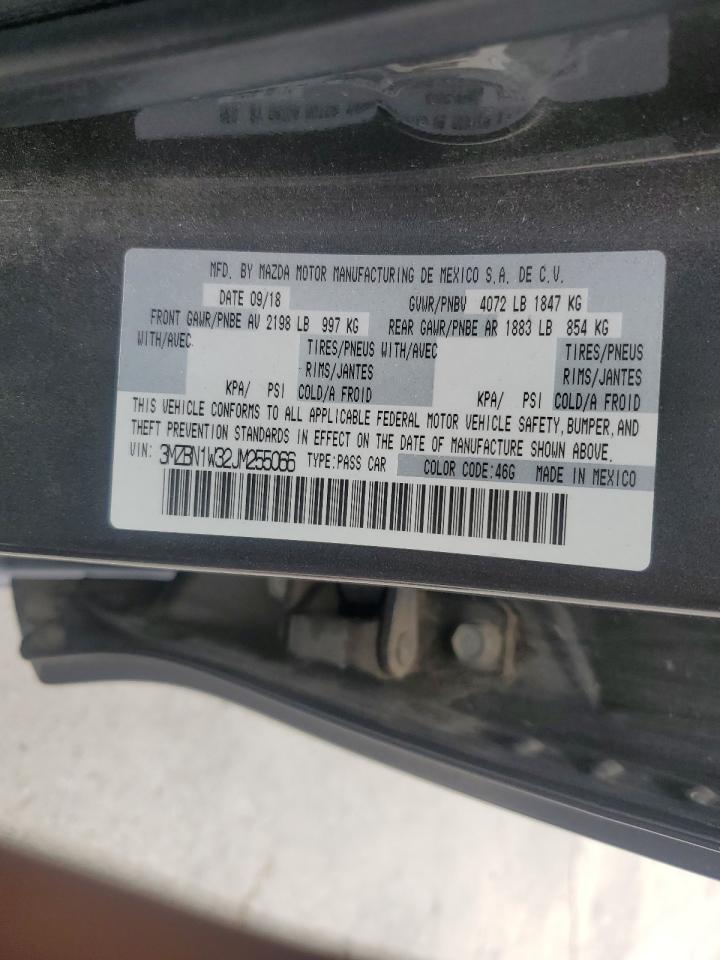 MFD. BY MAZDA MOTOR MANUFACTURING DE MEXICO S.A. DE C.V.
DATE 09/18 GVWR/PNBV 4072 LB 1847 KG
FRONT GAWR/PNBE AV 2198 LB 997 KG REAR GAWR/PNBE AR 1883 LB 854 KG
WITH/AVEC TIRES/PNEUS WITH/AVEC TIRES/PNEUS
RIMS/JANTES RIMS/JANTES
KPA/ PSI COLD/A FROID KPA/ PSI COLD/A FROID
THIS VEHICLE CONFORMS TO ALL APPLICABLE FEDERAL MOTOR VEHICLE SAFETY, BUMPER, AND
THEFT PREVENTION STANDARDS IN EFFECT ON THE DATE OF MANUFACTURE SHOWN ABOVE.
VIN: 3MZBN1W32JM255066 TYPE:PASS CAR COLOR CODE:46G MADE IN MEXICO